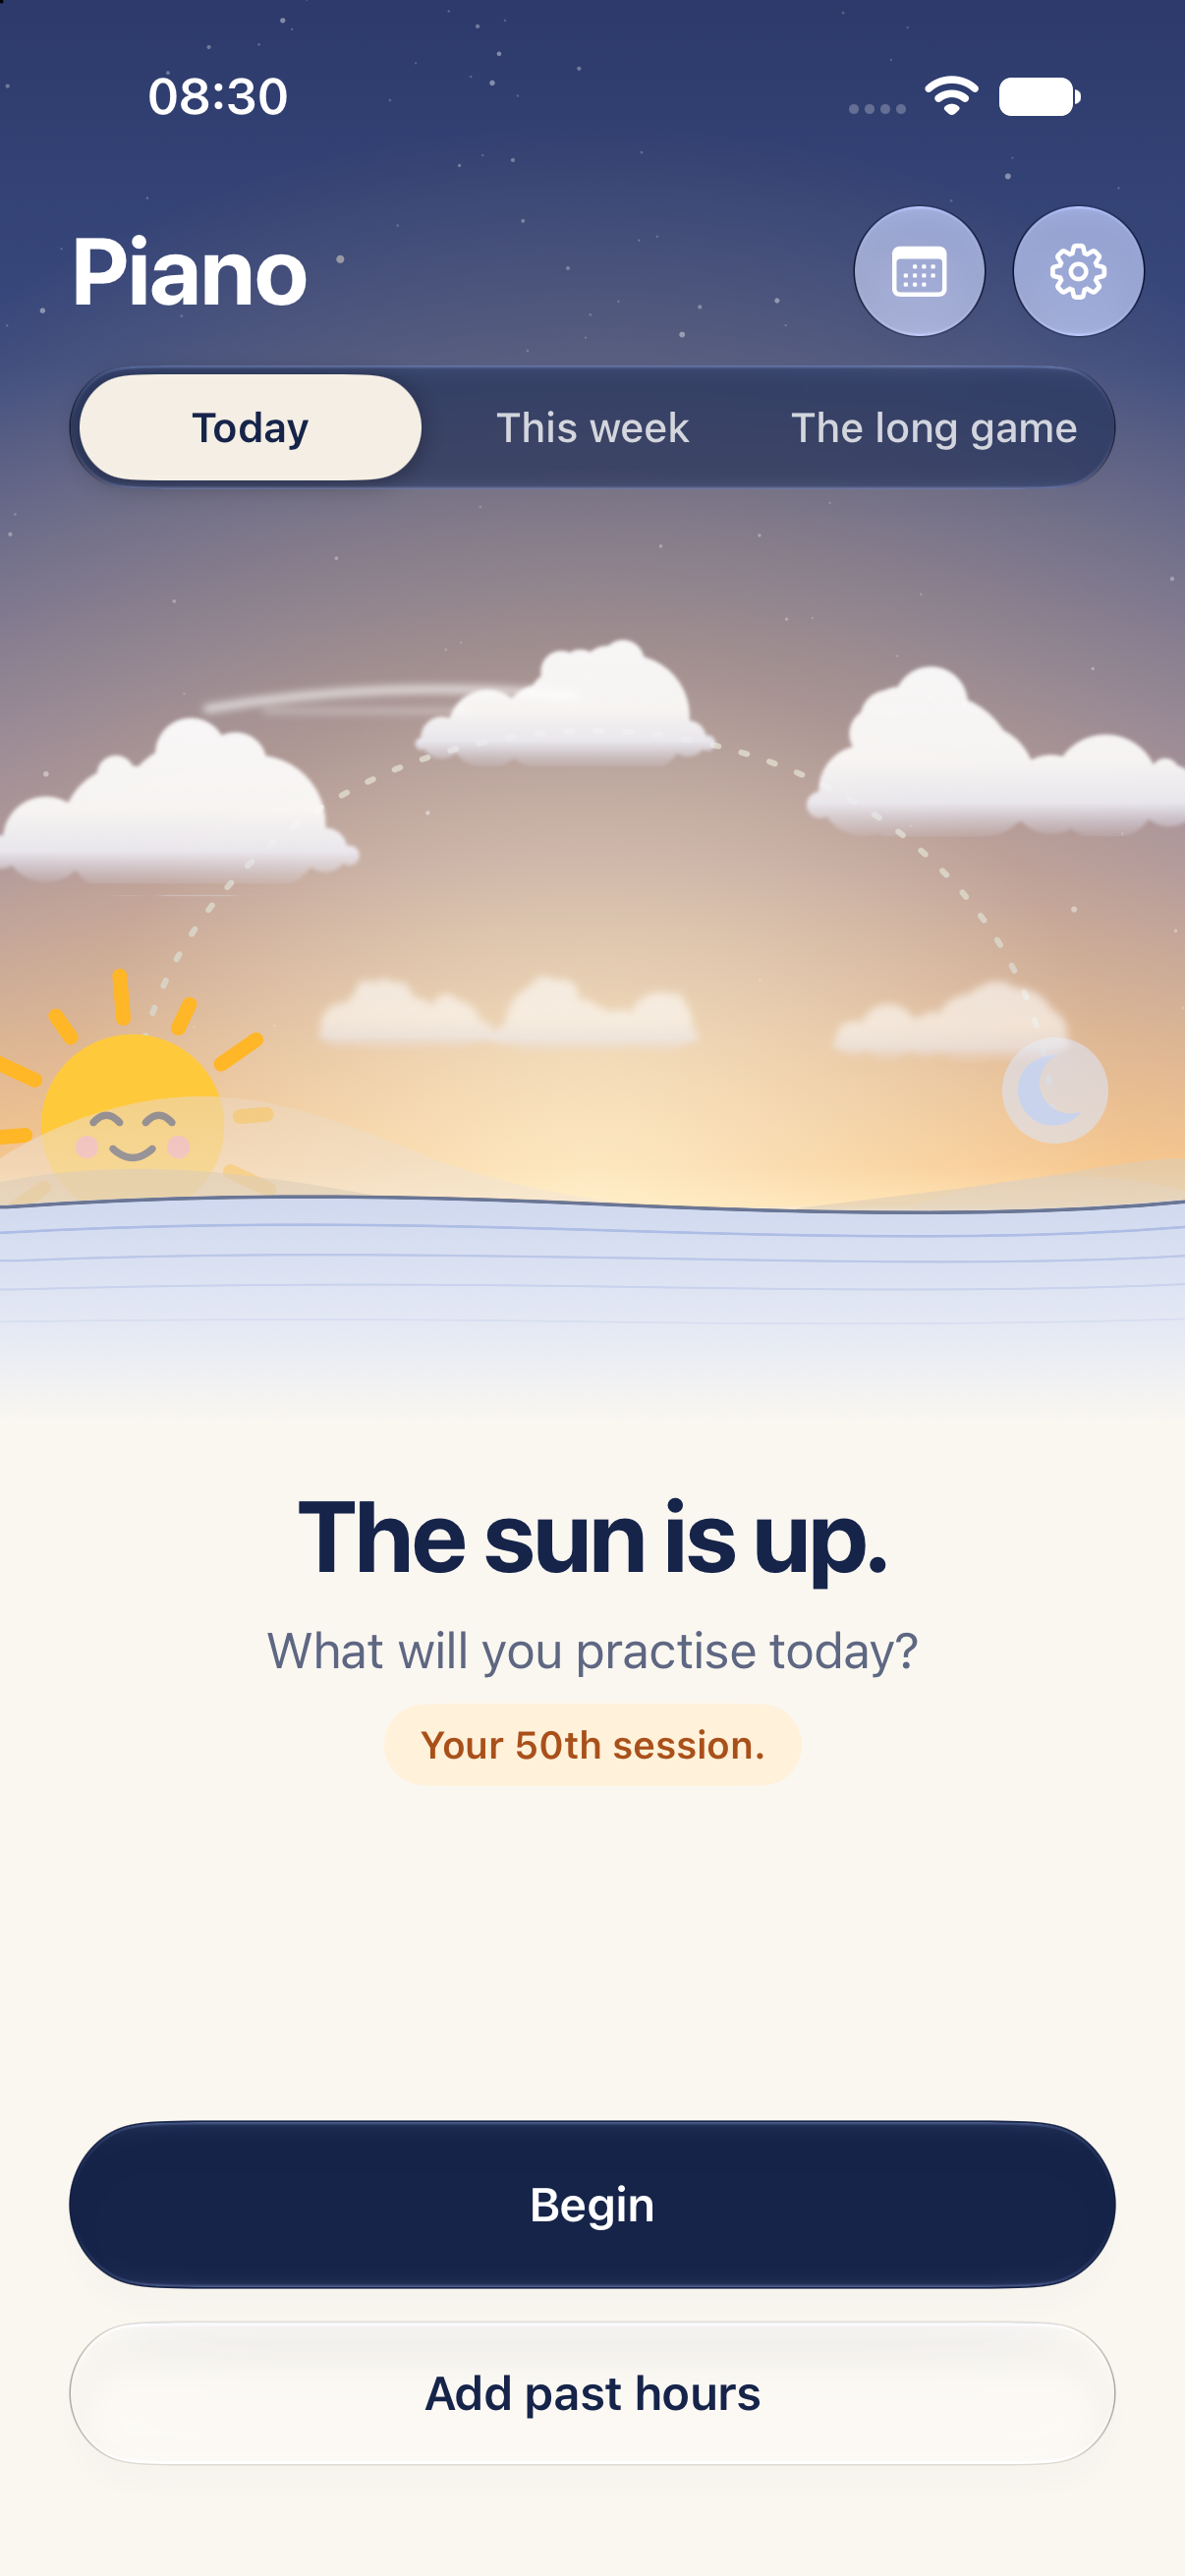 08:30
Piano
Today
This week
The long game
The sun is up.
What will you practise today?
Your 50th session.
Begin
Add past hours